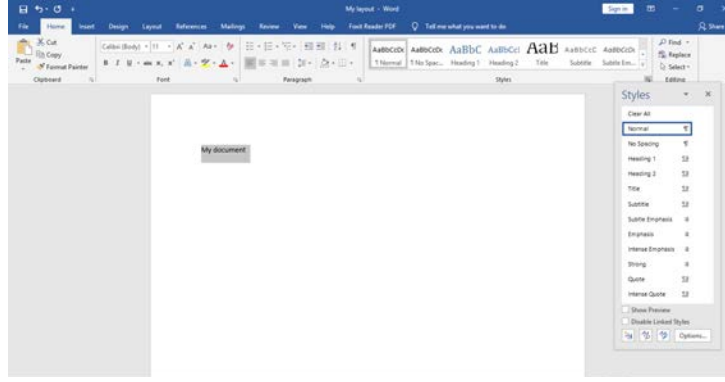 My layout - Word
Sign in
File Home Insert Design Layout References Mailings Review View Help Foxit Reader PDF Tell me what you want to do Share
Paste
Cut
Copy
Format Painter
Clipboard
Calibri (Body) 11
B I U abc x, x'
Font
Paragraph
AaBbCcDc AaBbCcDc AaBbC AaBbCcI AaB AaBbCcC AaBbCcDc
¶ Normal ¶ No Spac... Heading 1 Heading 2 Title Subtitle Subtle Em...
Styles
Find
Replace
Select
Editing
My document
Styles
Clear All
Normal ¶
No Spacing ¶
Heading 1
Heading 2
Title
Subtitle
Subtle Emphasis a
Emphasis a
Intense Emphasis a
Strong a
Quote
Intense Quote
Show Preview
Disable Linked Styles
Options...